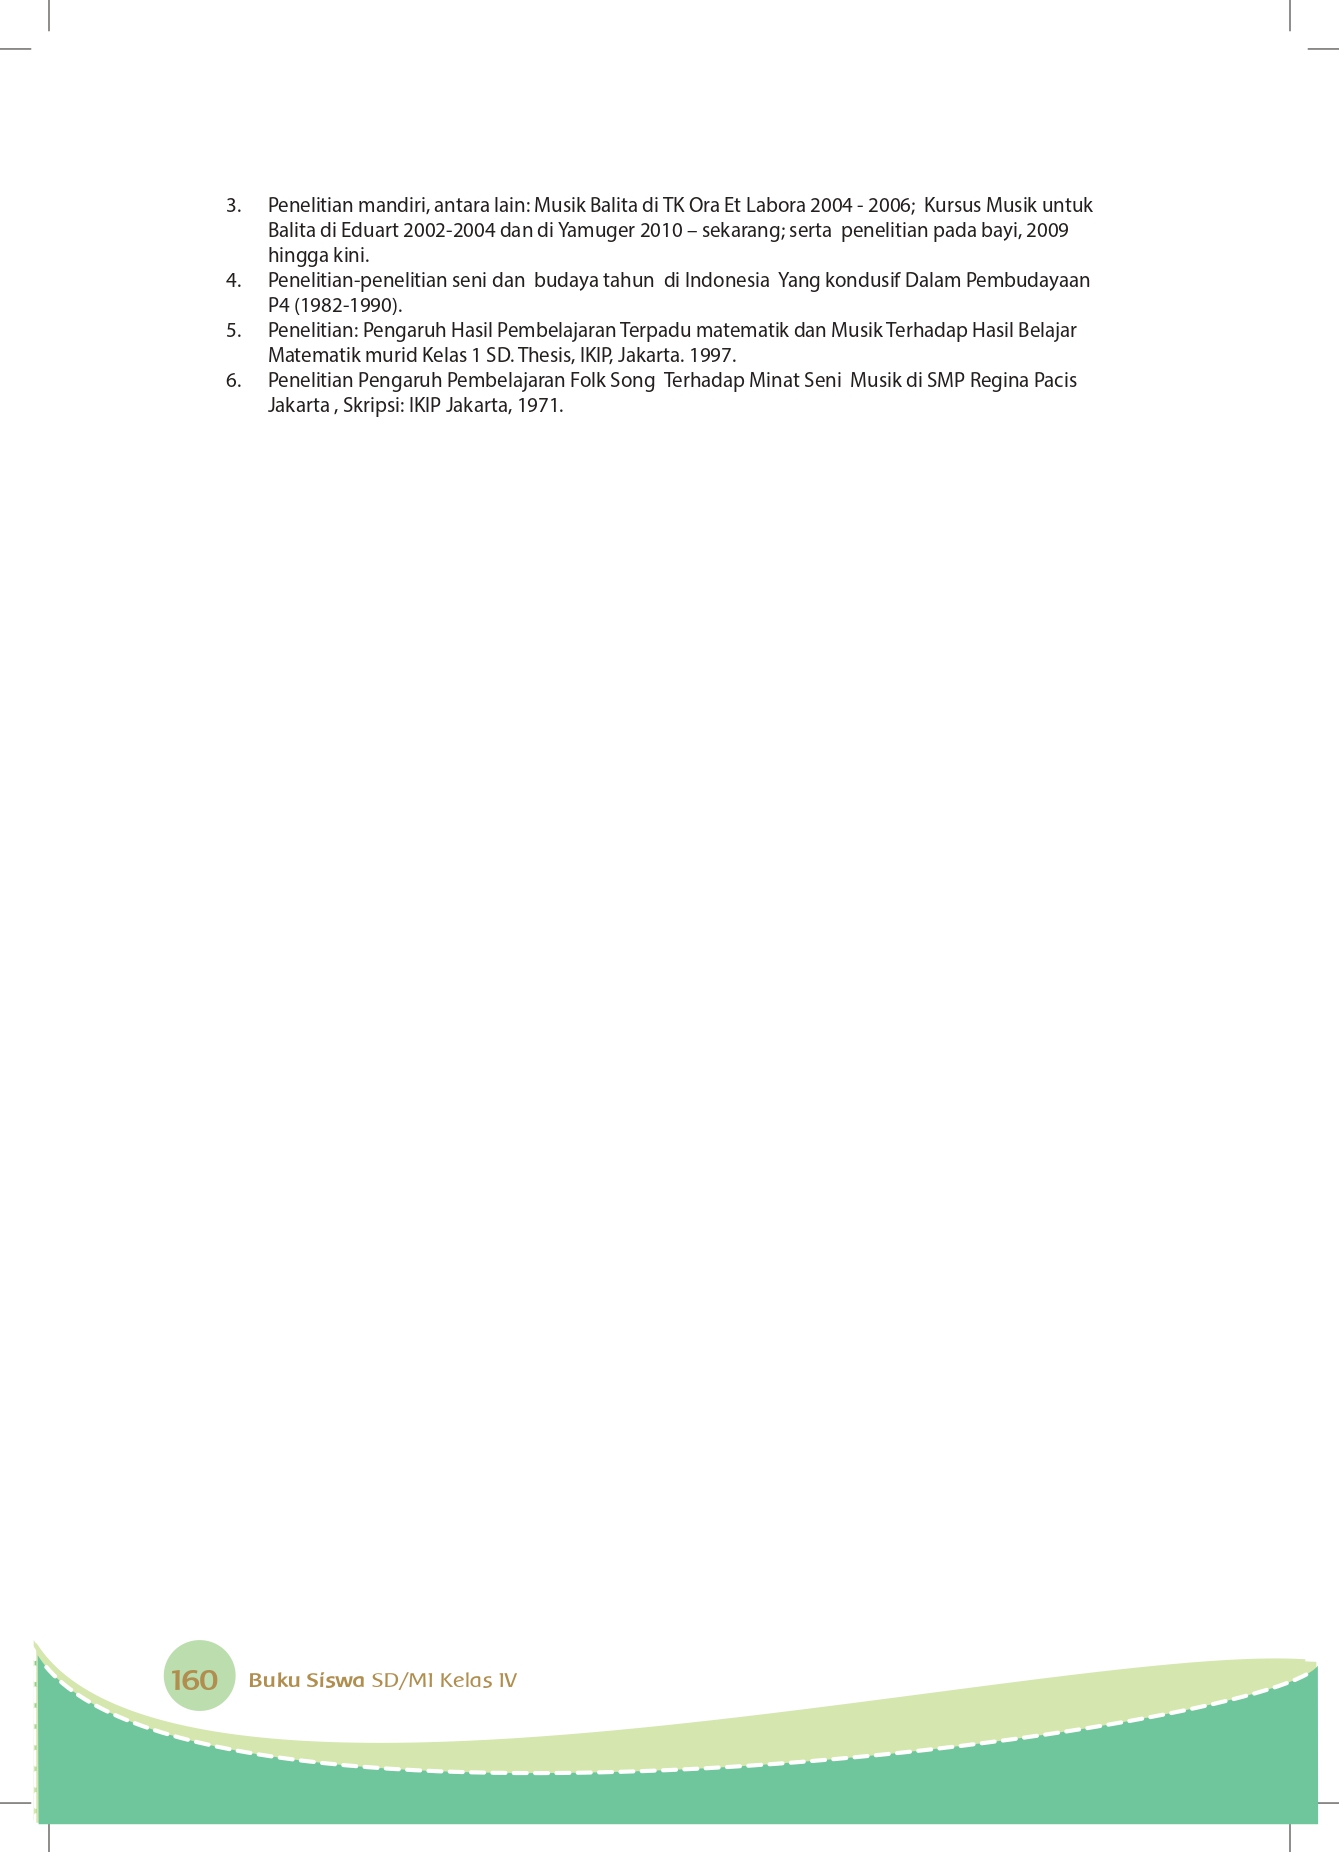 3. Penelitian mandiri, antara lain: Musik Balita di TK Ora Et Labora 2004 - 2006; Kursus Musik untuk
Balita di Eduart 2002-2004 dan di Yamuger 2010 – sekarang; serta penelitian pada bayi, 2009
hingga kini.
4. Penelitian-penelitian seni dan budaya tahun di Indonesia Yang kondusif Dalam Pembudayaan
P4 (1982-1990).
5. Penelitian: Pengaruh Hasil Pembelajaran Terpadu matematik dan Musik Terhadap Hasil Belajar
Matematik murid Kelas 1 SD. Thesis, IKIP, Jakarta. 1997.
6. Penelitian Pengaruh Pembelajaran Folk Song Terhadap Minat Seni Musik di SMP Regina Pacis
Jakarta , Skripsi: IKIP Jakarta, 1971.
160 Buku Siswa SD/MI Kelas IV